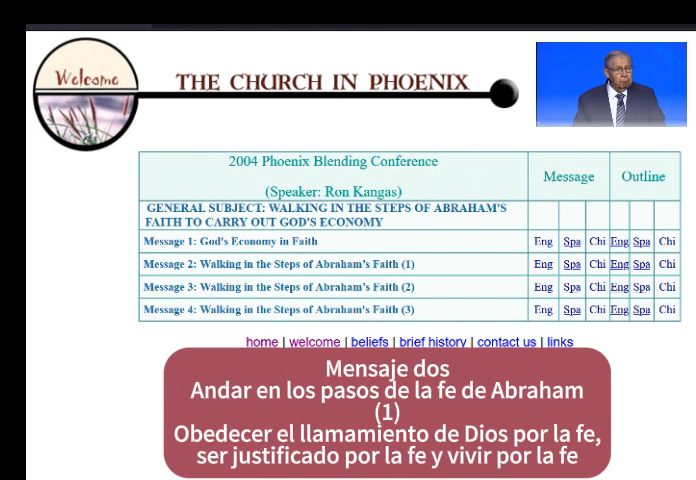 Welcome
THE CHURCH IN PHOENIX
2004 Phoenix Blending Conference
(Speaker: Ron Kangas)
Message Outline
GENERAL SUBJECT: WALKING IN THE STEPS OF ABRAHAM'S
FAITH TO CARRY OUT GOD'S ECONOMY
Message 1: God's Economy in Faith Eng Spa Chi Eng Spa Chi
Message 2: Walking in the Steps of Abraham's Faith (1) Eng Spa Chi Eng Spa Chi
Message 3: Walking in the Steps of Abraham's Faith (2) Eng Spa Chi Eng Spa Chi
Message 4: Walking in the Steps of Abraham's Faith (3) Eng Spa Chi Eng Spa Chi
home | welcome | beliefs | brief history | contact us | links
Mensaje dos
Andar en los pasos de la fe de Abraham
(1)
Obedecer el llamamiento de Dios por la fe,
ser justificado por la fe y vivir por la fe